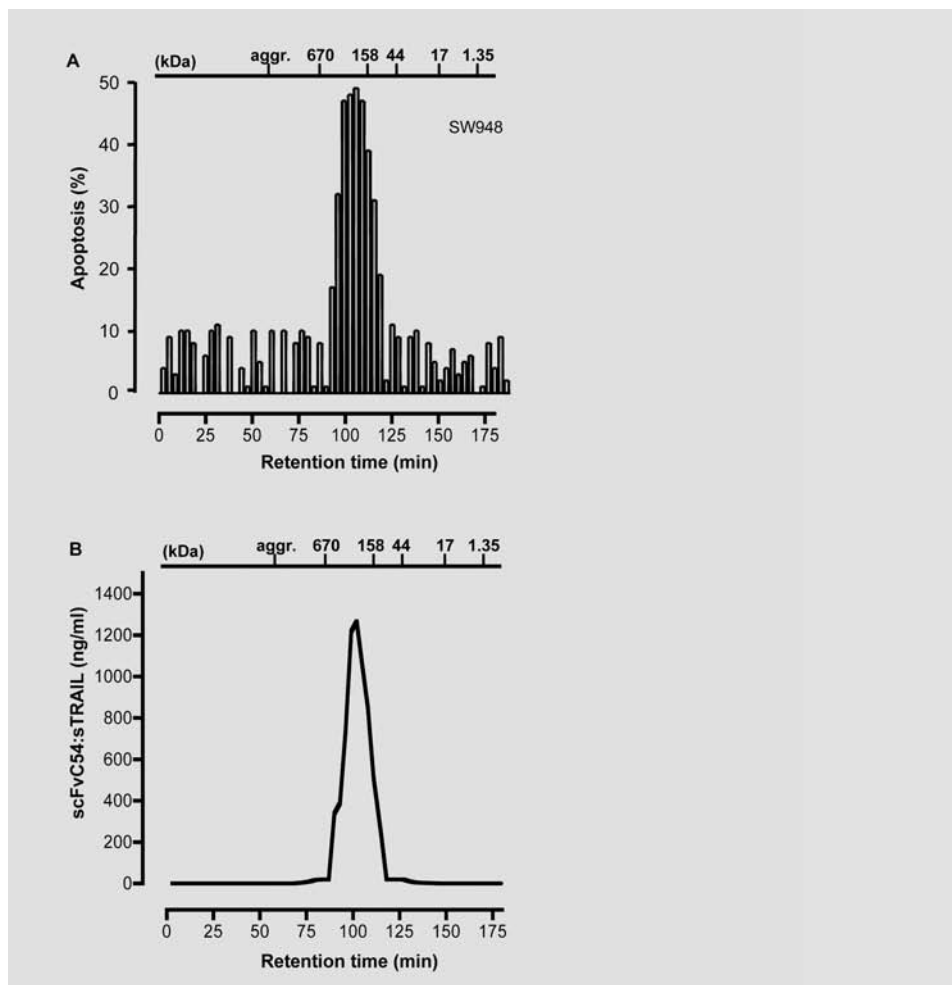 A
(kDa) aggr. 670 158 44 17 1.35
50
SW948
40
30
20
10
0
Apoptosis (%)
0 25 50 75 100 125 150 175
Retention time (min)
B
(kDa) aggr. 670 158 44 17 1.35
1400
1200
1000
800
600
400
200
0
scFvC54:sTRAIL (ng/ml)
0 25 50 75 100 125 150 175
Retention time (min)